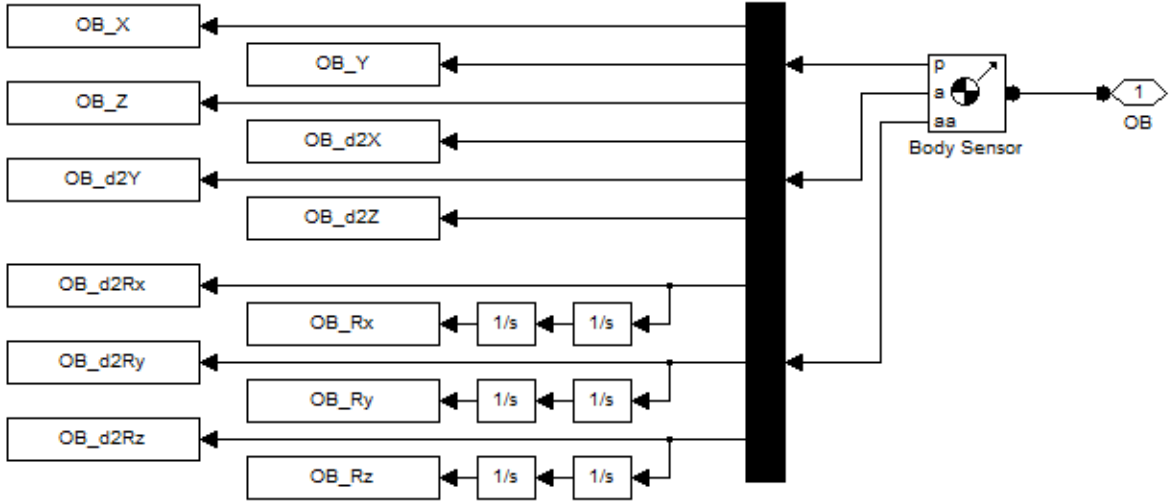 OB_X
OB_Y
OB_Z
OB_d2X
OB_d2Y
OB_d2Z
OB_d2Rx
OB_Rx
1/s
1/s
OB_d2Ry
OB_Ry
1/s
1/s
OB_d2Rz
OB_Rz
1/s
1/s
p
a
aa
Body Sensor
1
OB